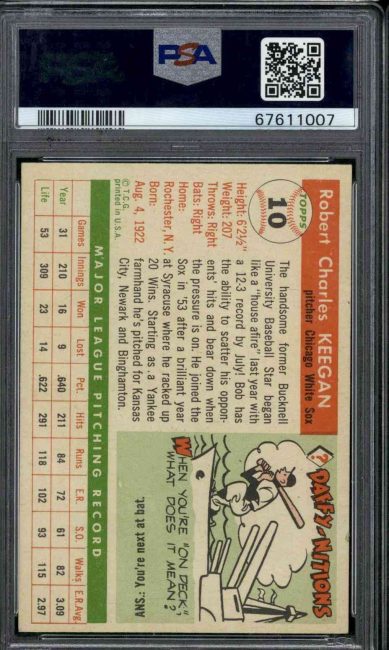 PSA
67611007
TOPPS
10
Robert Charles KEEGAN
pitcher Chicago White Sox
Height: 6'2½"
Weight: 207
Throws: Right
Bats: Right
Home:
Rochester, N. Y.
Born:
Aug. 4, 1922
© T.C.G.
printed in U.S.A.
The handsome former Bucknell
University Baseball Star began
like a "house afire" last year with
a 12-3 record by July! Bob has
the ability to scatter his oppon-
ents' hits and bear down when
the pressure is on. He joined the
Sox in '53 after a brilliant year
at Syracuse where he racked up
20 Wins. Starting as a Yankee
farmhand he's pitched for Kansas
City, Newark and Binghamton.
? DAFFY-NITIONS
WHEN YOU'RE "ON DECK,"
WHAT DOES IT MEAN?
ANS.: You're next at bat.
MAJOR LEAGUE PITCHING RECORD
Games Innings Won Lost Pct. Hits Runs E.R. S.O. Walks E.R.Avg
Year 31 210 16 9 .640 211 84 72 61 82 3.09
Life 53 309 23 14 .622 291 118 102 93 115 2.97